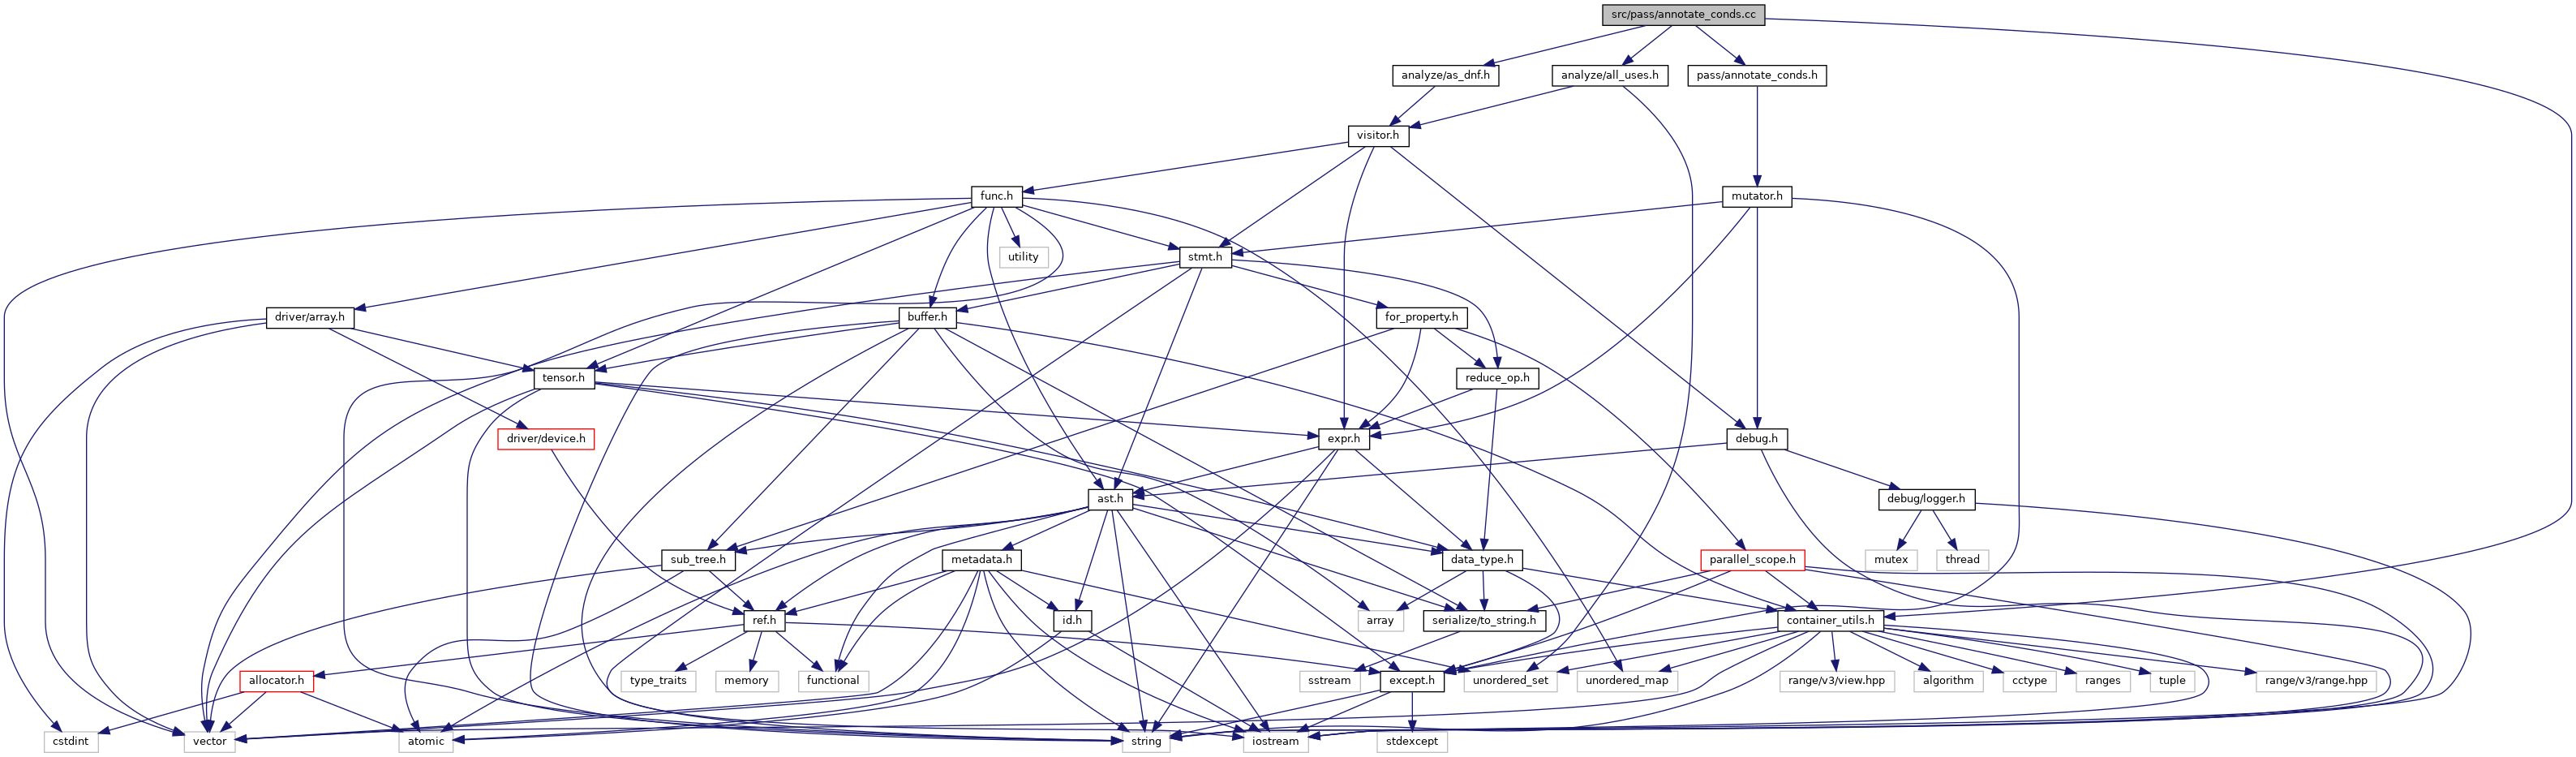 src/pass/annotate_conds.cc
analyze/as_dnf.h
analyze/all_uses.h
pass/annotate_conds.h
visitor.h
func.h
mutator.h
utility
stmt.h
driver/array.h
buffer.h
for_property.h
tensor.h
reduce_op.h
driver/device.h
expr.h
debug.h
ast.h
debug/logger.h
sub_tree.h
metadata.h
data_type.h
parallel_scope.h
mutex
thread
ref.h
id.h
array
serialize/to_string.h
container_utils.h
allocator.h
type_traits
memory
functional
sstream
except.h
unordered_set
unordered_map
range/v3/view.hpp
algorithm
cctype
ranges
tuple
range/v3/range.hpp
cstdint
vector
atomic
string
iostream
stdexcept